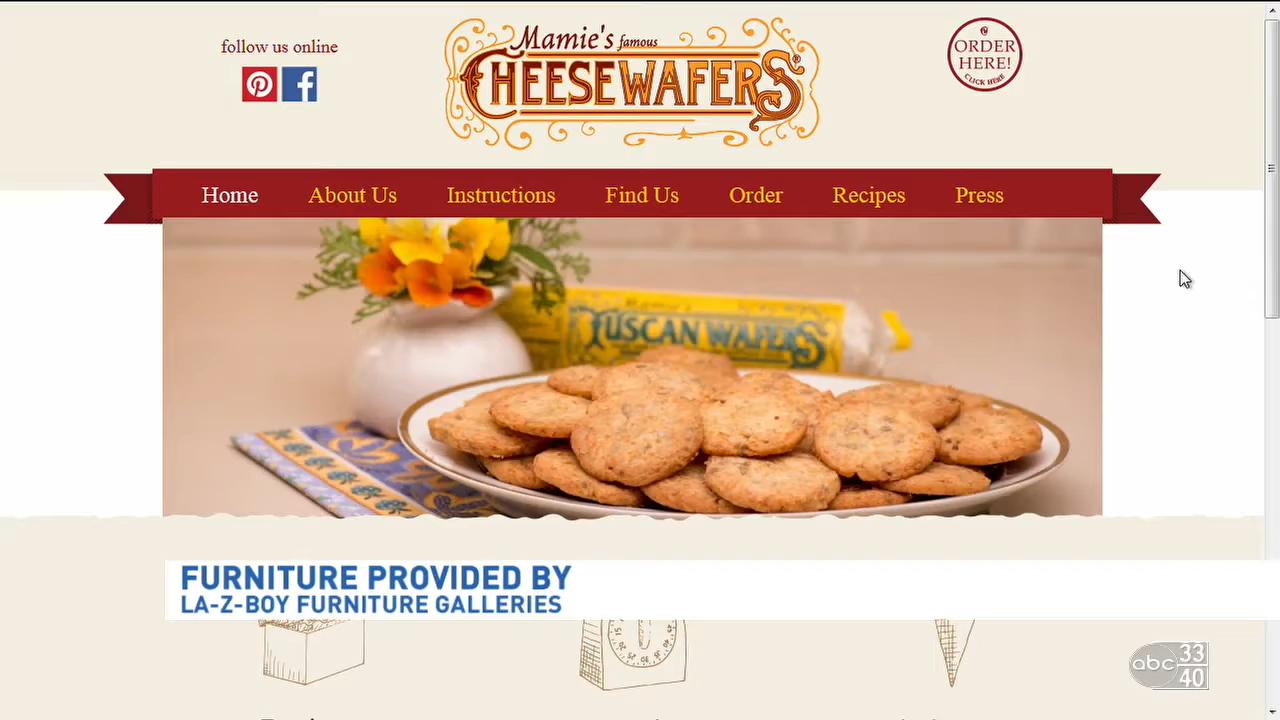 follow us online
Mamie's famous
CHEESEWAFERS®
@
ORDER
HERE!
CLICK HERE
Home About Us Instructions Find Us Order Recipes Press
Mamie's
TUSCAN WAFERS
FURNITURE PROVIDED BY
LA-Z-BOY FURNITURE GALLERIES
abc 33
40